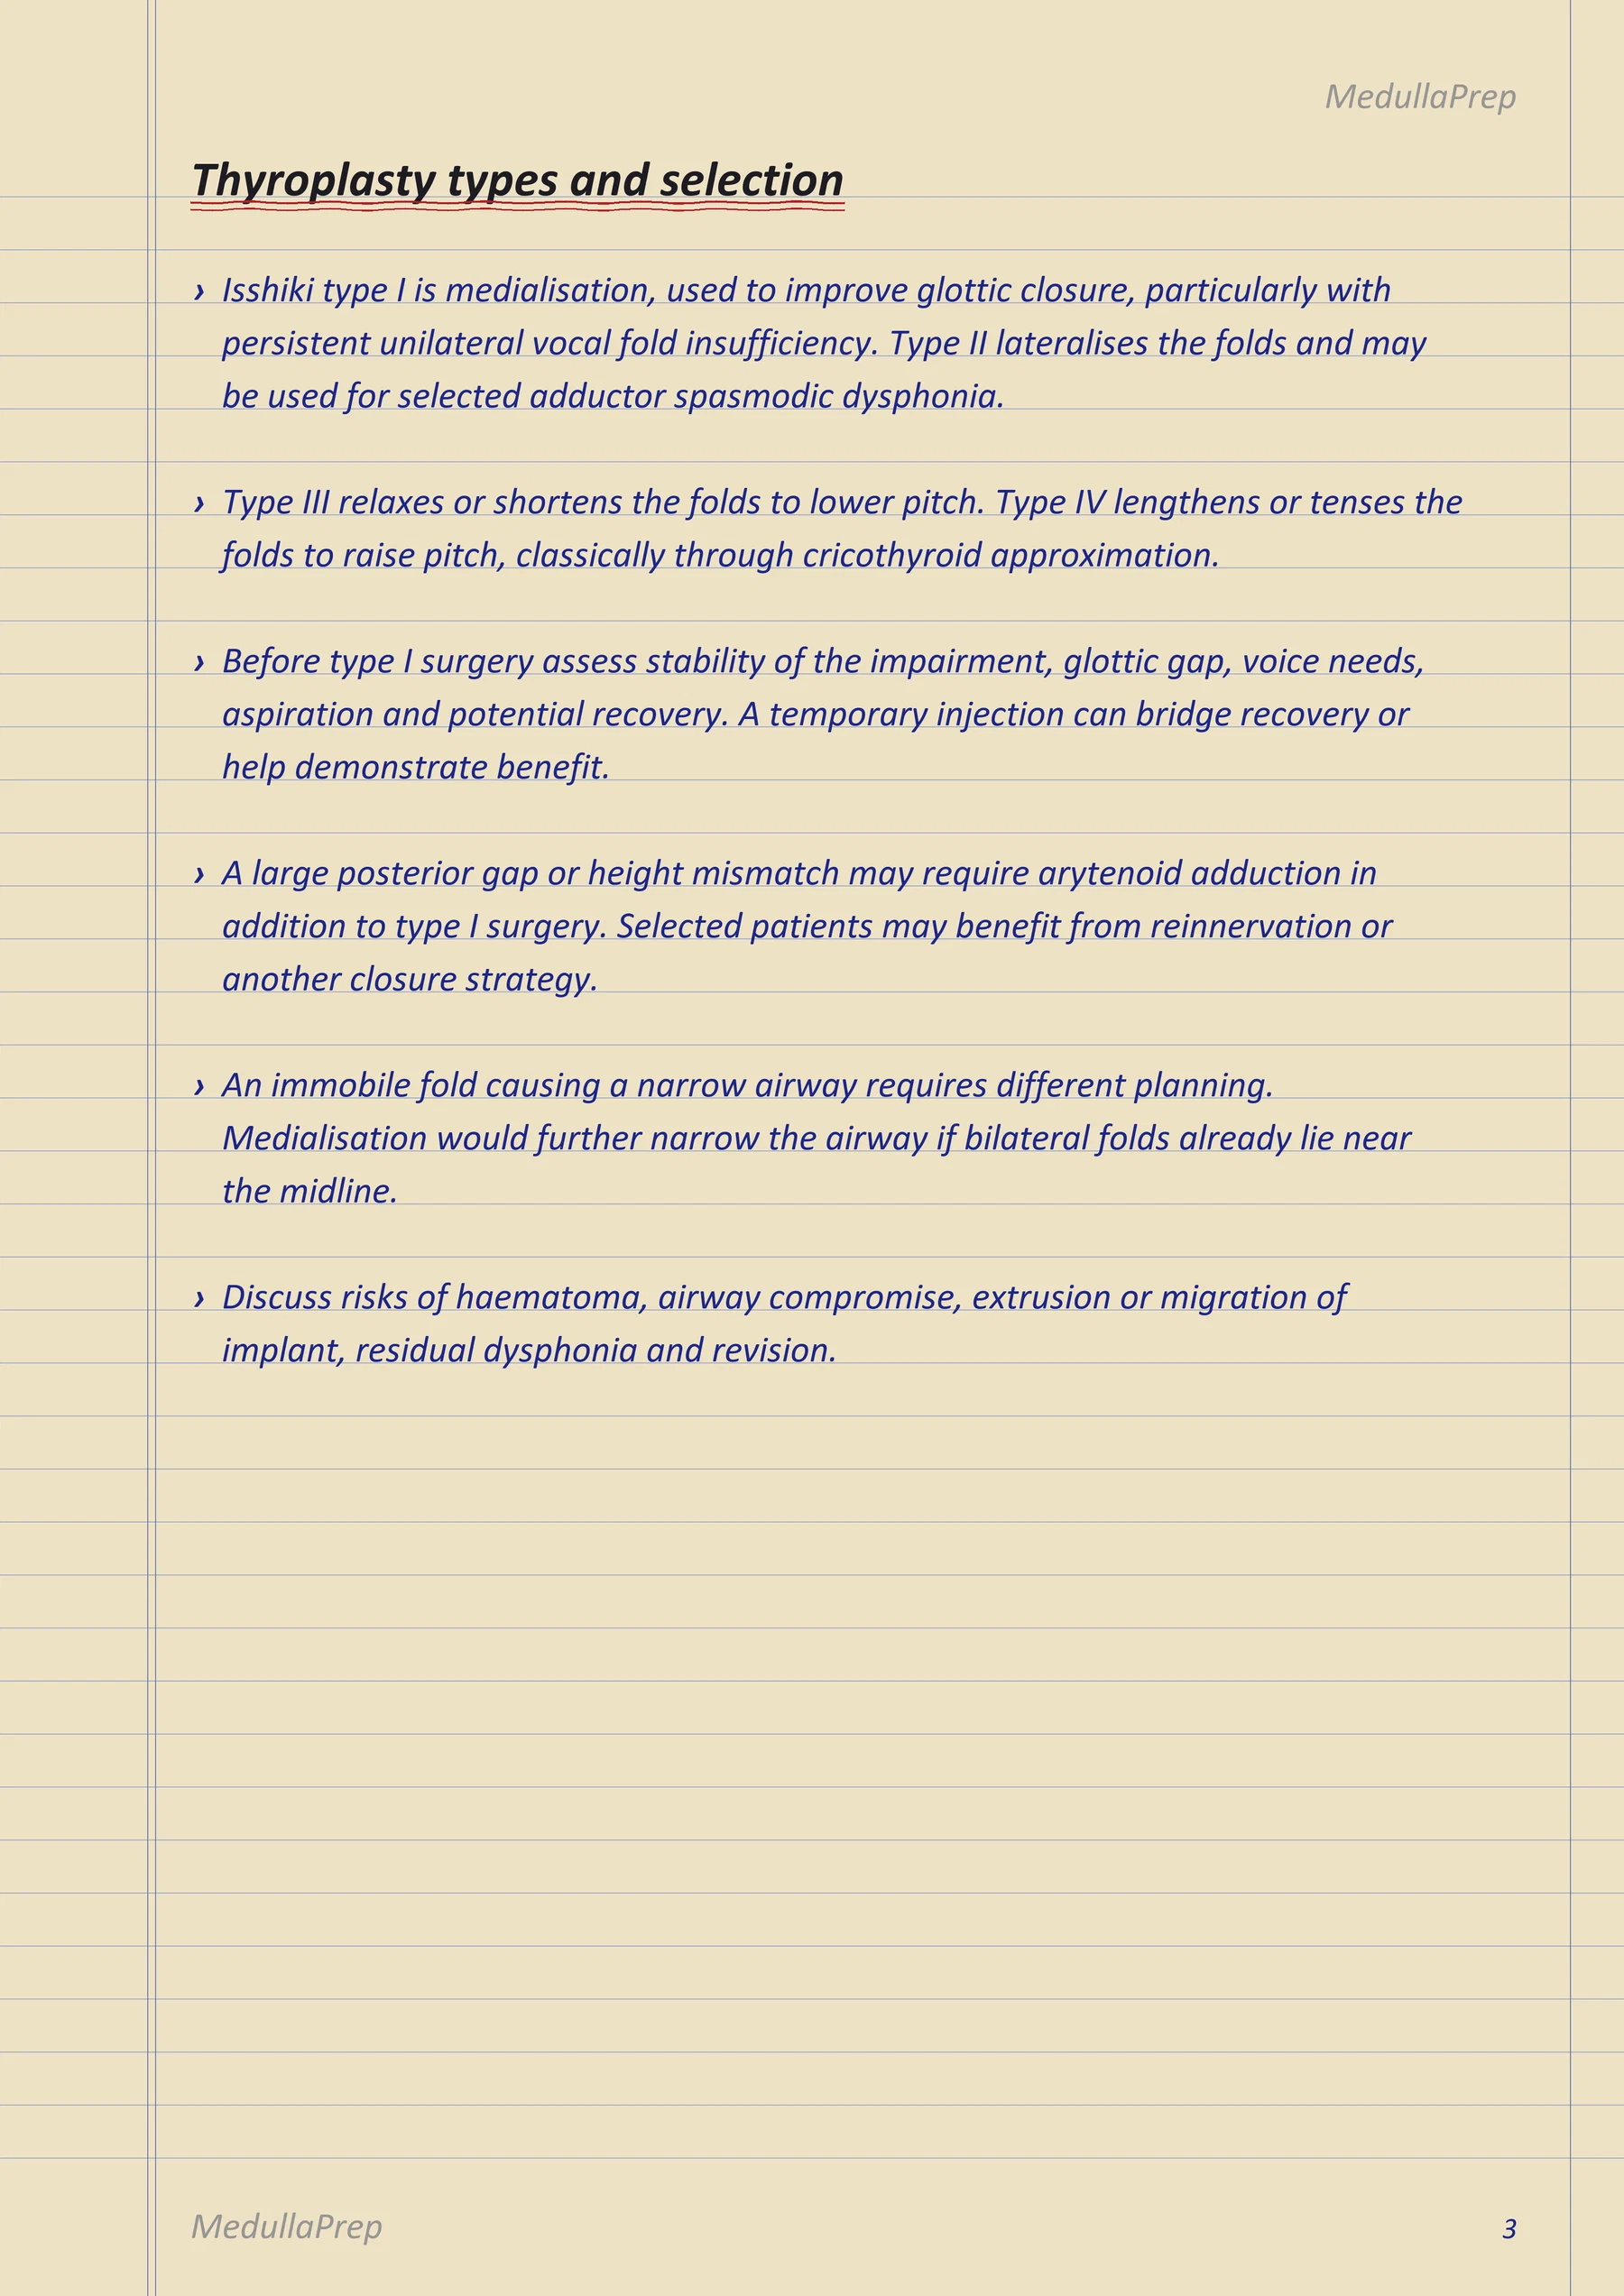 MedullaPrep
Thyroplasty types and selection
› Isshiki type I is medialisation, used to improve glottic closure, particularly with
persistent unilateral vocal fold insufficiency. Type II lateralises the folds and may
be used for selected adductor spasmodic dysphonia.
› Type III relaxes or shortens the folds to lower pitch. Type IV lengthens or tenses the
folds to raise pitch, classically through cricothyroid approximation.
› Before type I surgery assess stability of the impairment, glottic gap, voice needs,
aspiration and potential recovery. A temporary injection can bridge recovery or
help demonstrate benefit.
› A large posterior gap or height mismatch may require arytenoid adduction in
addition to type I surgery. Selected patients may benefit from reinnervation or
another closure strategy.
› An immobile fold causing a narrow airway requires different planning.
Medialisation would further narrow the airway if bilateral folds already lie near
the midline.
› Discuss risks of haematoma, airway compromise, extrusion or migration of
implant, residual dysphonia and revision.
MedullaPrep
3